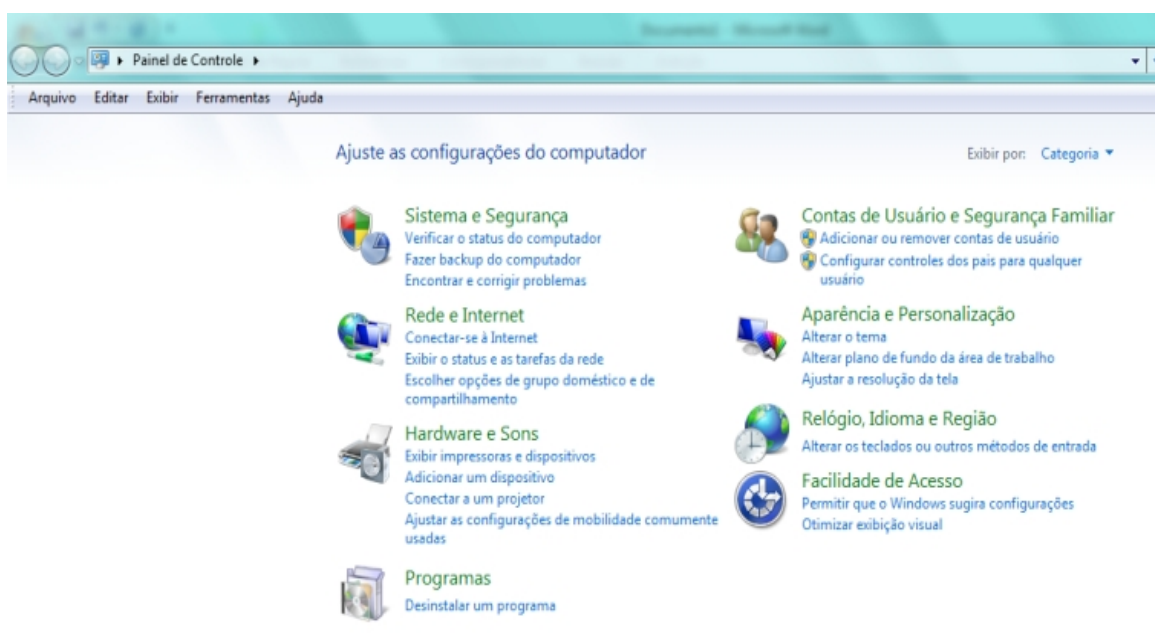 Documento2 - Microsoft Word
Painel de Controle
Arquivo Editar Exibir Ferramentas Ajuda
Ajuste as configurações do computador
Exibir por: Categoria
Sistema e Segurança
Verificar o status do computador
Fazer backup do computador
Encontrar e corrigir problemas
Rede e Internet
Conectar-se à Internet
Exibir o status e as tarefas da rede
Escolher opções de grupo doméstico e de
compartilhamento
Hardware e Sons
Exibir impressoras e dispositivos
Adicionar um dispositivo
Conectar a um projetor
Ajustar as configurações de mobilidade comumente
usadas
Programas
Desinstalar um programa
Contas de Usuário e Segurança Familiar
Adicionar ou remover contas de usuário
Configurar controles dos pais para qualquer
usuário
Aparência e Personalização
Alterar o tema
Alterar plano de fundo da área de trabalho
Ajustar a resolução da tela
Relógio, Idioma e Região
Alterar os teclados ou outros métodos de entrada
Facilidade de Acesso
Permitir que o Windows sugira configurações
Otimizar exibição visual